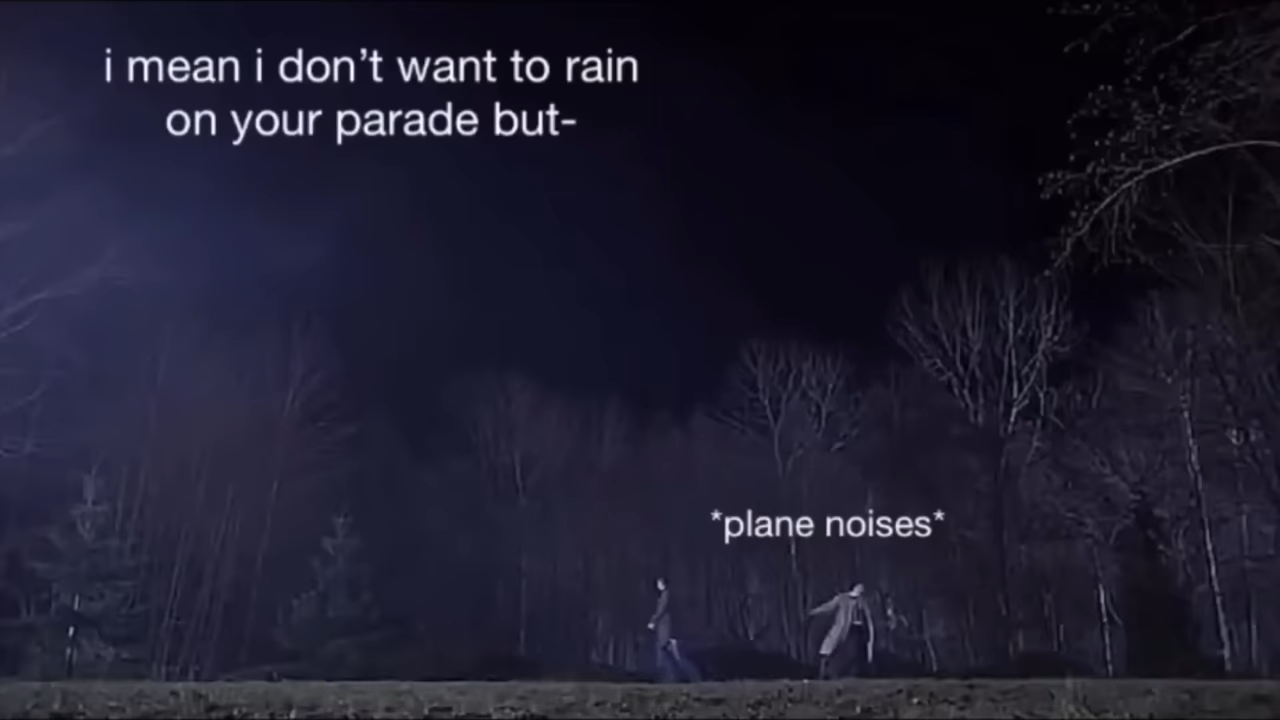 i mean i don’t want to rain
on your parade but-
*plane noises*